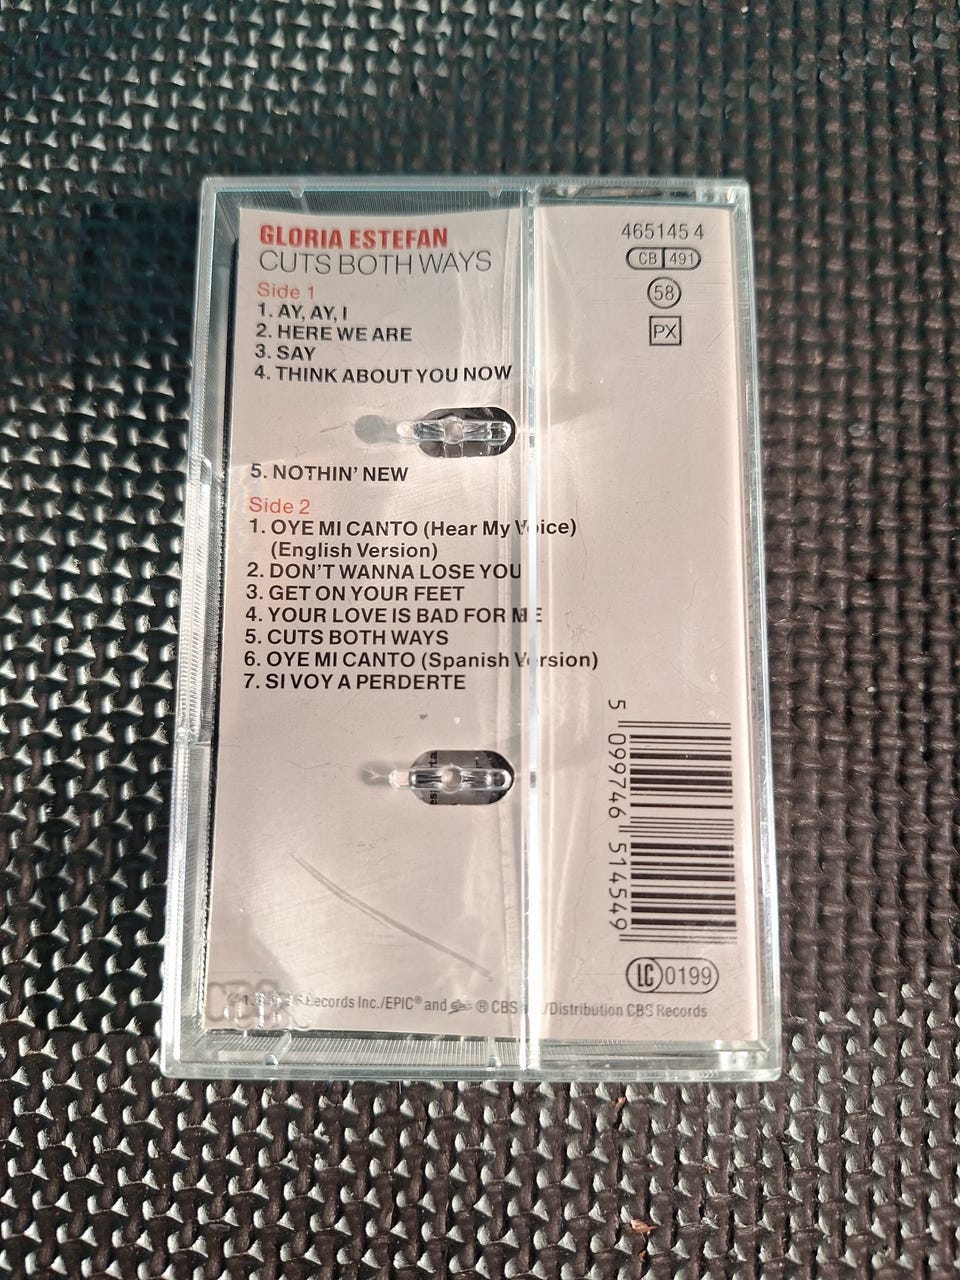 GLORIA ESTEFAN
CUTS BOTH WAYS
Side 1
1. AY, AY, I
2. HERE WE ARE
3. SAY
4. THINK ABOUT YOU NOW
5. NOTHIN' NEW
Side 2
1. OYE MI CANTO (Hear My Voice)
(English Version)
2. DON'T WANNA LOSE YOU
3. GET ON YOUR FEET
4. YOUR LOVE IS BAD FOR ME
5. CUTS BOTH WAYS
6. OYE MI CANTO (Spanish Version)
7. SI VOY A PERDERTE
465145 4
CB 491
58
PX
5 099746 514549
LC 0199
Records Inc./EPIC® and Epic ® CBS /Distribution CBS Records